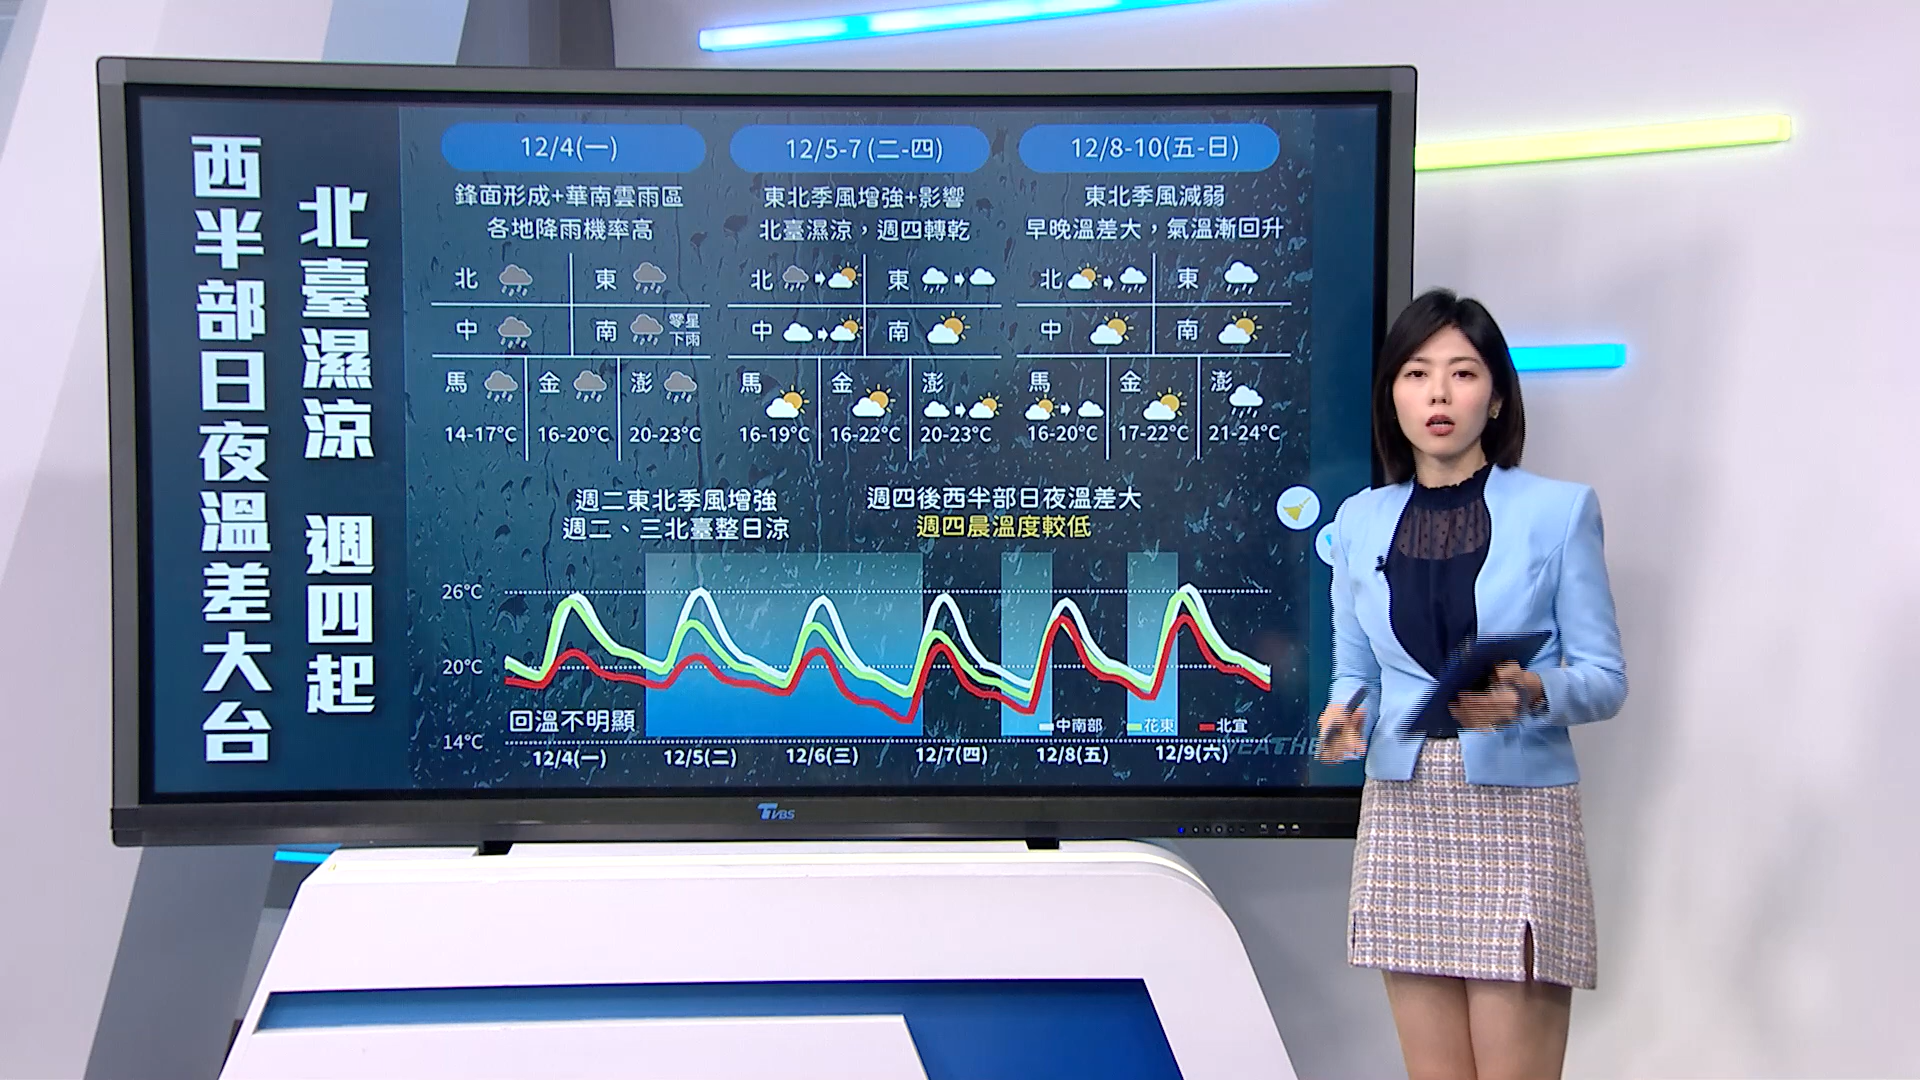 北臺濕涼 週四起
西半部日夜溫差大台
12/4(一)
鋒面形成+華南雲雨區
各地降雨機率高
北
東
中
南
零星
下雨
馬
金
澎
14-17°C
16-20°C
20-23°C
12/5-7(二-四)
東北季風增強+影響
北臺濕涼，週四轉乾
北
東
中
南
馬
金
澎
16-19°C
16-22°C
20-23°C
12/8-10(五-日)
東北季風減弱
早晚溫差大，氣溫漸回升
北
東
中
南
馬
金
澎
16-20°C
17-22°C
21-24°C
週二東北季風增強
週二、三北臺整日涼
週四後西半部日夜溫差大
週四晨溫度較低
26°C
20°C
14°C
回溫不明顯
中南部
花東
北宜
12/4(一)
12/5(二)
12/6(三)
12/7(四)
12/8(五)
12/9(六)
WEATHE
TVBS